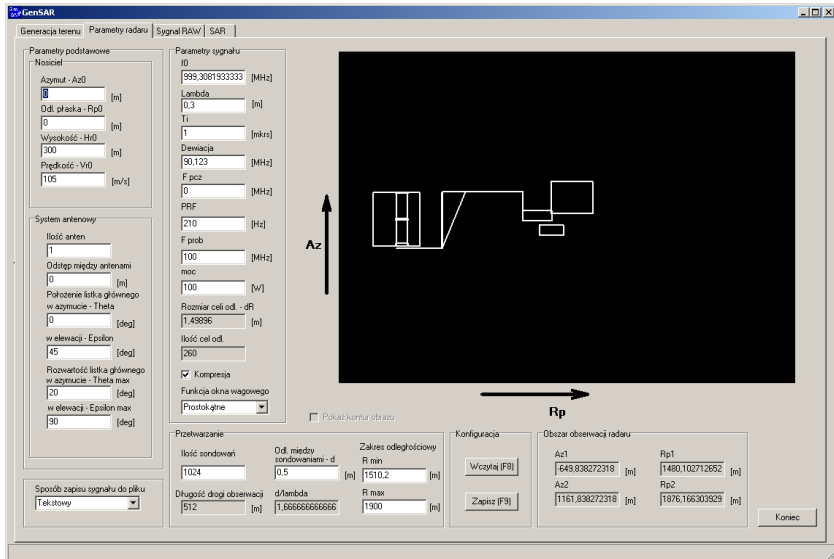 GenSAR
Generacja terenu Parametry radaru Sygnal RAW SAR
Parametry podstawowe
Nosiciel
Azymut - Az0
0 [m]
Odl. płaska - Rp0
0 [m]
Wysokość - Hr0
300 [m]
Prędkość - Vr0
105 [m/s]
System antenowy
Ilość anten
1
Odstęp między antenami
0 [m]
Położenie listka głównego
w azymucie - Theta
0 [deg]
w elewacji - Epsilon
45 [deg]
Rozwartość listka głównego
w azymucie - Theta max
20 [deg]
w elewacji - Epsilon max
90 [deg]
Sposób zapisu sygnału do pliku
Tekstowy
Parametry sygnału
f0
999,3081933333 [MHz]
Lambda
0,3 [m]
Ti
1 [mkrs]
Dewiacja
90,123 [MHz]
F pcz
0 [MHz]
PRF
210 [Hz]
F prob
100 [MHz]
moc
100 [W]
Rozmiar celi odl. - dR
1,49896 [m]
Ilość cel odl.
260
Kompresja
Funkcja okna wagowego
Prostokątne
Az
Rp
Pokaż kontur obrazu
Przetwarzanie
Ilość sondowań
1024
Odl. między
sondowaniami - d
0,5 [m]
Zakres odległościowy
R min
1510,2 [m]
Długość drogi obserwacji
512 [m]
d/lambda
1,666666666666
R max
1900 [m]
Konfiguracja
Wczytaj (F8)
Zapisz (F9)
Obszar obserwacji radaru
Az1
-649,838272318 [m]
Rp1
1480,102712652 [m]
Az2
1161,838272318 [m]
Rp2
1876,166303929 [m]
Koniec